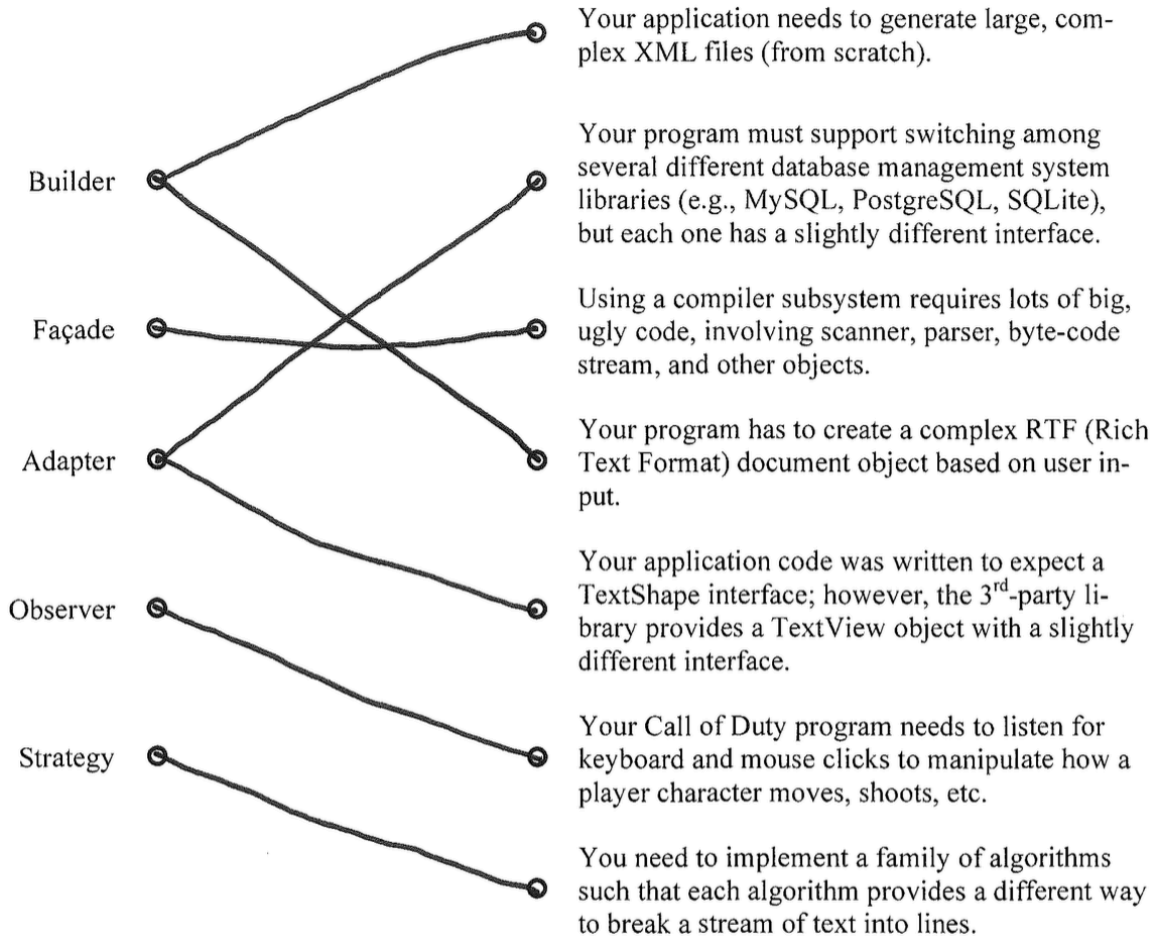 Your application needs to generate large, com-
plex XML files (from scratch).
Your program must support switching among
several different database management system
libraries (e.g., MySQL, PostgreSQL, SQLite),
but each one has a slightly different interface.
Using a compiler subsystem requires lots of big,
ugly code, involving scanner, parser, byte-code
stream, and other objects.
Your program has to create a complex RTF (Rich
Text Format) document object based on user in-
put.
Your application code was written to expect a
TextShape interface; however, the 3rd-party li-
brary provides a TextView object with a slightly
different interface.
Your Call of Duty program needs to listen for
keyboard and mouse clicks to manipulate how a
player character moves, shoots, etc.
You need to implement a family of algorithms
such that each algorithm provides a different way
to break a stream of text into lines.
Builder
Façade
Adapter
Observer
Strategy